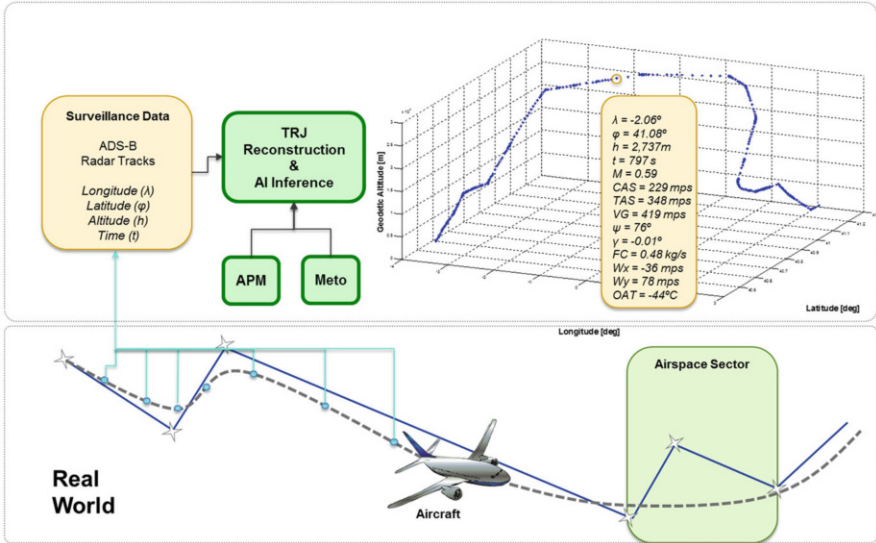 Surveillance Data
ADS-B
Radar Tracks
Longitude (λ)
Latitude (φ)
Altitude (h)
Time (t)
TRJ
Reconstruction
&
AI Inference
APM
Meto
Geodetic Altitude [m]
λ = -2.06º
φ = 41.08º
h = 2,737m
t = 797 s
M = 0.59
CAS = 229 mps
TAS = 348 mps
VG = 419 mps
ψ = 76º
γ = -0.01º
FC = 0.48 kg/s
Wx = -36 mps
Wy = 78 mps
OAT = -44ºC
Latitude [deg]
Longitude [deg]
Airspace Sector
Real
World
Aircraft